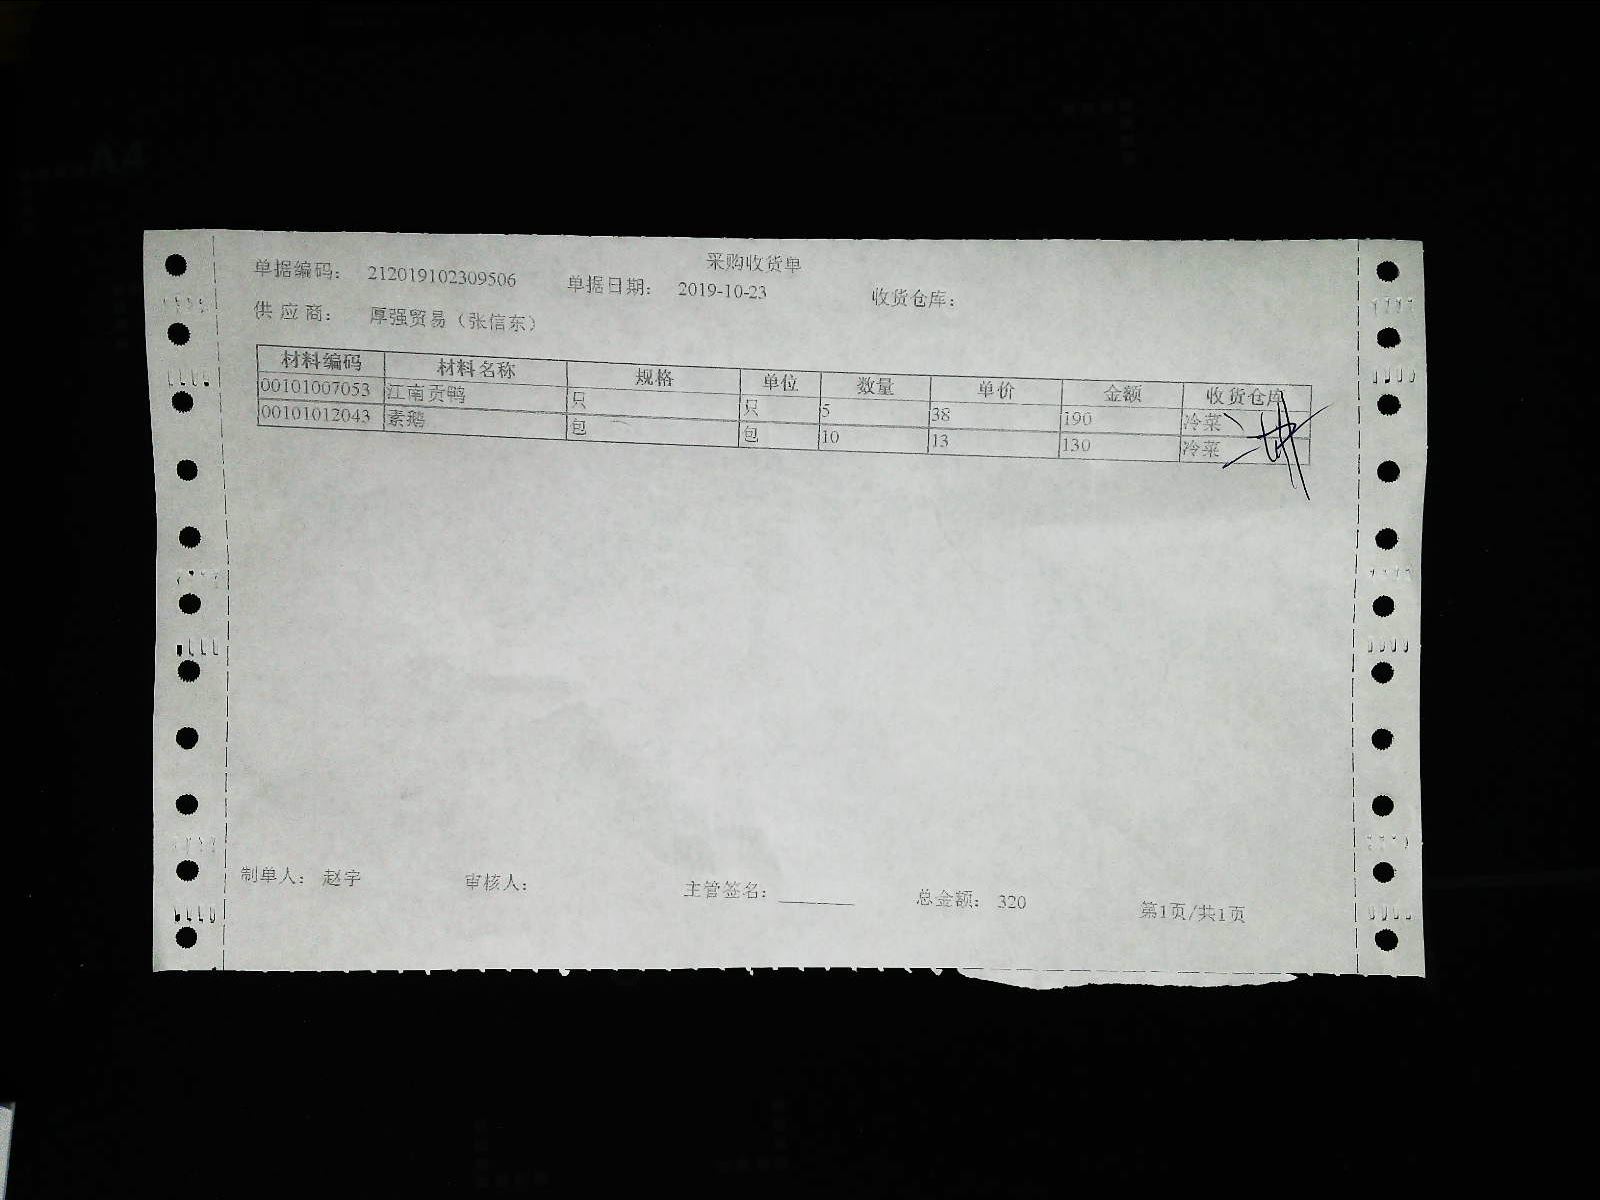 采购收货单
单据编码： 212019102309506 单据日期： 2019-10-23 收货仓库：
供应商： 厚强贸易（张信东）
材料编码 材料名称 规格 单位 数量 单价 金额 收货仓库
00101007053 江南贡鸭 只 只 5 38 190 冷菜
00101012043 素鹅 包 包 10 13 130 冷菜
制单人： 赵宇 审核人： 主管签名： 总金额： 320 第1页/共1页